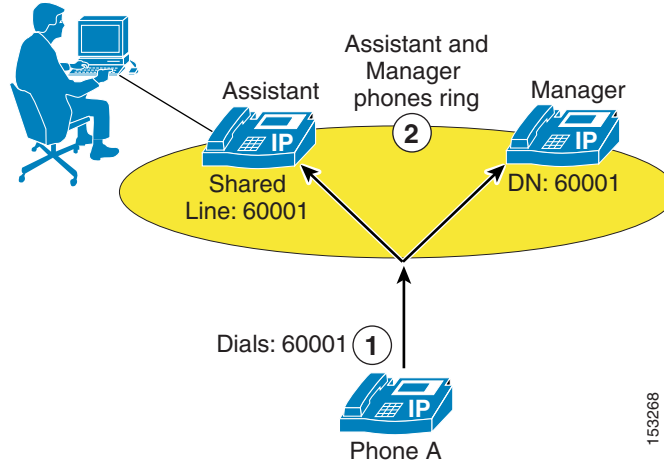 Assistant and
Manager
phones ring
2
Assistant
Manager
IP
IP
Shared
Line: 60001
DN: 60001
Dials: 60001 1
IP
Phone A
153268